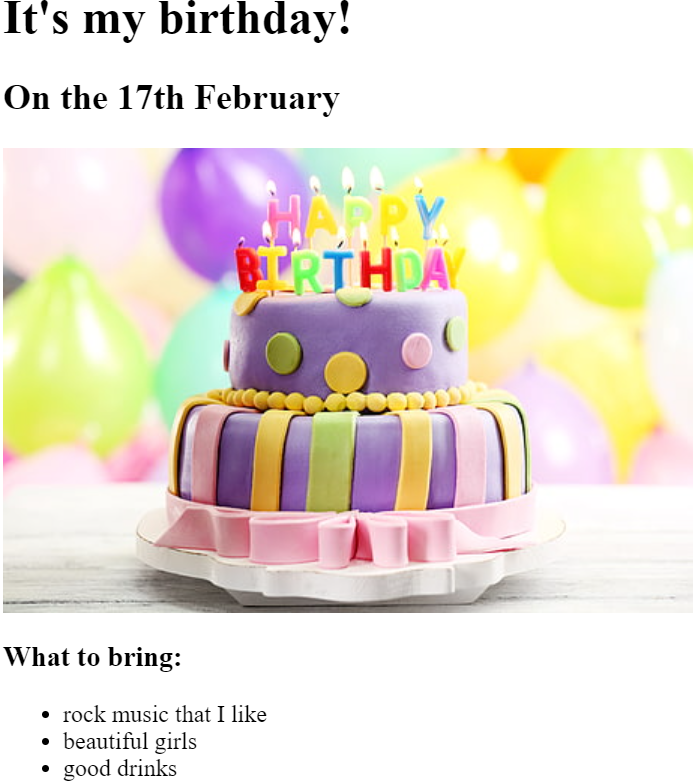 It's my birthday!
On the 17th February
HAPPY
BIRTHDAY
What to bring:
rock music that I like
beautiful girls
good drinks